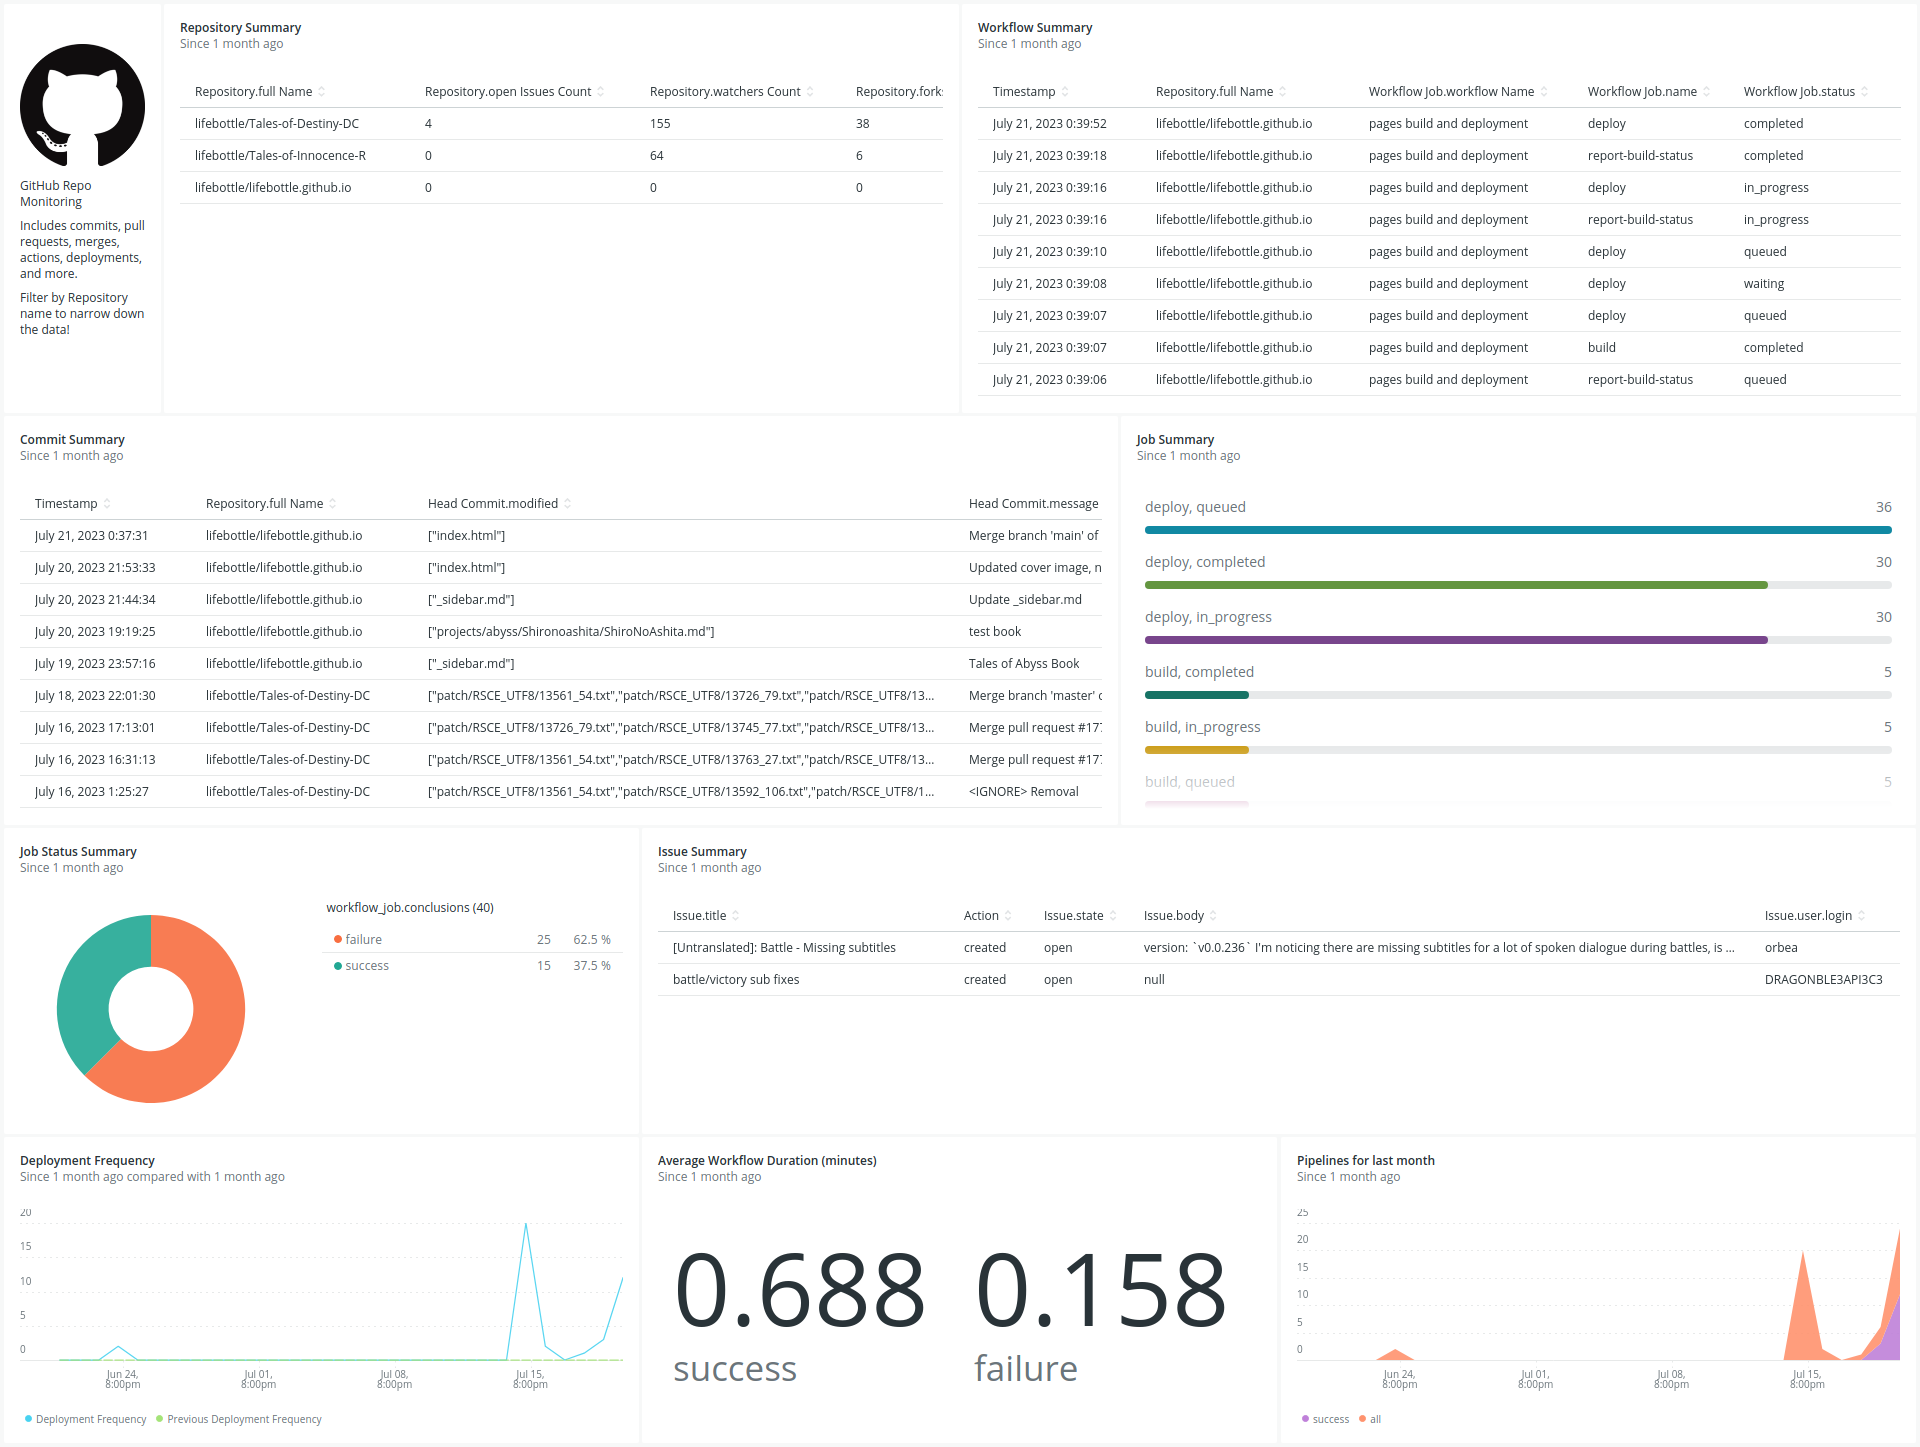 GitHub Repo
Monitoring
Includes commits, pull
requests, merges,
actions, deployments,
and more.
Filter by Repository
name to narrow down
the data!
Repository Summary
Since 1 month ago
Repository.full Name Repository.open Issues Count Repository.watchers Count Repository.forks
lifebottle/Tales-of-Destiny-DC 4 155 38
lifebottle/Tales-of-Innocence-R 0 64 6
lifebottle/lifebottle.github.io 0 0 0
Workflow Summary
Since 1 month ago
Timestamp Repository.full Name Workflow Job.workflow Name Workflow Job.name Workflow Job.status
July 21, 2023 0:39:52 lifebottle/lifebottle.github.io pages build and deployment deploy completed
July 21, 2023 0:39:18 lifebottle/lifebottle.github.io pages build and deployment report-build-status completed
July 21, 2023 0:39:16 lifebottle/lifebottle.github.io pages build and deployment deploy in_progress
July 21, 2023 0:39:16 lifebottle/lifebottle.github.io pages build and deployment report-build-status in_progress
July 21, 2023 0:39:10 lifebottle/lifebottle.github.io pages build and deployment deploy queued
July 21, 2023 0:39:08 lifebottle/lifebottle.github.io pages build and deployment deploy waiting
July 21, 2023 0:39:07 lifebottle/lifebottle.github.io pages build and deployment deploy queued
July 21, 2023 0:39:07 lifebottle/lifebottle.github.io pages build and deployment build completed
July 21, 2023 0:39:06 lifebottle/lifebottle.github.io pages build and deployment report-build-status queued
Commit Summary
Since 1 month ago
Timestamp Repository.full Name Head Commit.modified Head Commit.message
July 21, 2023 0:37:31 lifebottle/lifebottle.github.io ["index.html"] Merge branch 'main' of
July 20, 2023 21:53:33 lifebottle/lifebottle.github.io ["index.html"] Updated cover image, n
July 20, 2023 21:44:34 lifebottle/lifebottle.github.io ["_sidebar.md"] Update _sidebar.md
July 20, 2023 19:19:25 lifebottle/lifebottle.github.io ["projects/abyss/Shironoashita/ShiroNoAshita.md"] test book
July 19, 2023 23:57:16 lifebottle/lifebottle.github.io ["_sidebar.md"] Tales of Abyss Book
July 18, 2023 22:01:30 lifebottle/Tales-of-Destiny-DC ["patch/RSCE_UTF8/13561_54.txt","patch/RSCE_UTF8/13726_79.txt","patch/RSCE_UTF8/13... Merge branch 'master' o
July 16, 2023 17:13:01 lifebottle/Tales-of-Destiny-DC ["patch/RSCE_UTF8/13726_79.txt","patch/RSCE_UTF8/13745_77.txt","patch/RSCE_UTF8/13... Merge pull request #177
July 16, 2023 16:31:13 lifebottle/Tales-of-Destiny-DC ["patch/RSCE_UTF8/13561_54.txt","patch/RSCE_UTF8/13763_27.txt","patch/RSCE_UTF8/13... Merge pull request #177
July 16, 2023 1:25:27 lifebottle/Tales-of-Destiny-DC ["patch/RSCE_UTF8/13561_54.txt","patch/RSCE_UTF8/13592_106.txt","patch/RSCE_UTF8/1... <IGNORE> Removal
Job Summary
Since 1 month ago
deploy, queued 36
deploy, completed 30
deploy, in_progress 30
build, completed 5
build, in_progress 5
build, queued 5
Job Status Summary
Since 1 month ago
workflow_job.conclusions (40)
failure 25 62.5 %
success 15 37.5 %
Issue Summary
Since 1 month ago
Issue.title Action Issue.state Issue.body Issue.user.login
[Untranslated]: Battle - Missing subtitles created open version: `v0.0.236` I'm noticing there are missing subtitles for a lot of spoken dialogue during battles, is ... orbea
battle/victory sub fixes created open null DRAGONBLE3API3C3
Deployment Frequency
Since 1 month ago compared with 1 month ago
20
15
10
5
0
Jun 24, Jul 01, Jul 08, Jul 15,
8:00pm 8:00pm 8:00pm 8:00pm
Deployment Frequency Previous Deployment Frequency
Average Workflow Duration (minutes)
Since 1 month ago
0.688 0.158
success failure
Pipelines for last month
Since 1 month ago
25
20
15
10
5
0
Jun 24, Jul 01, Jul 08, Jul 15,
8:00pm 8:00pm 8:00pm 8:00pm
success all